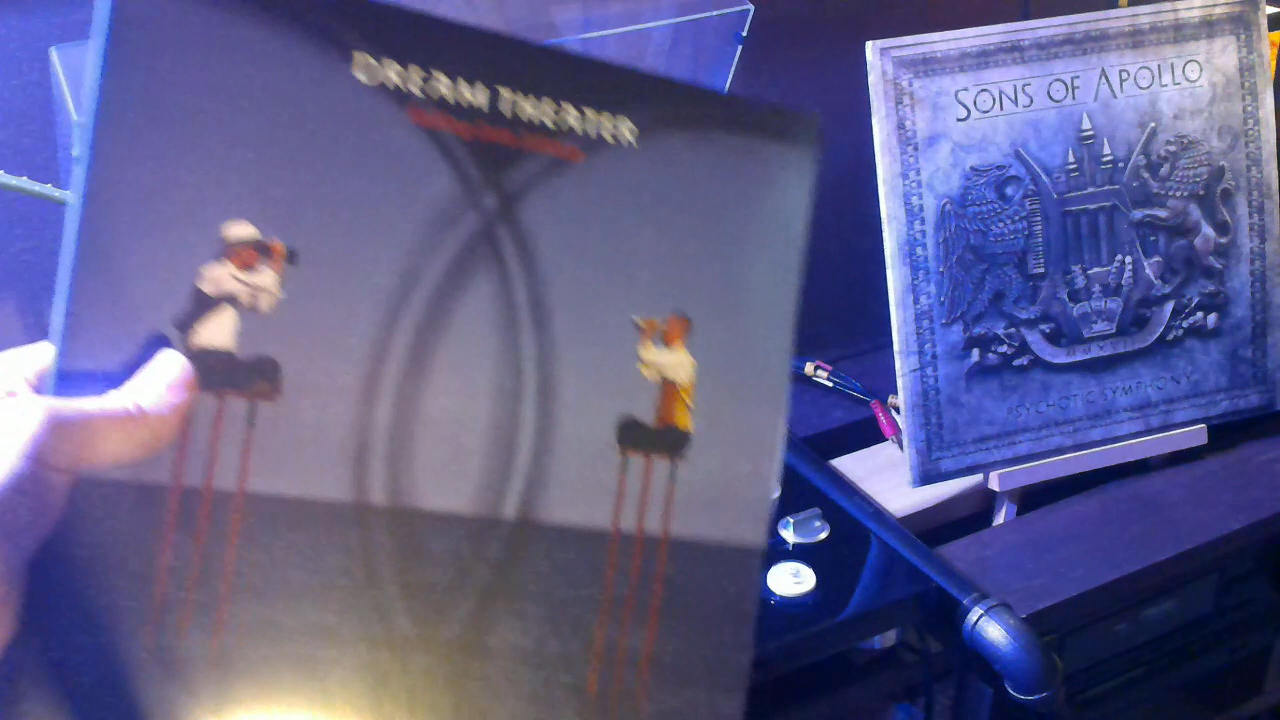 DREAM THEATER
SONS OF APOLLO
MMXVII
PSYCHOTIC SYMPHONY